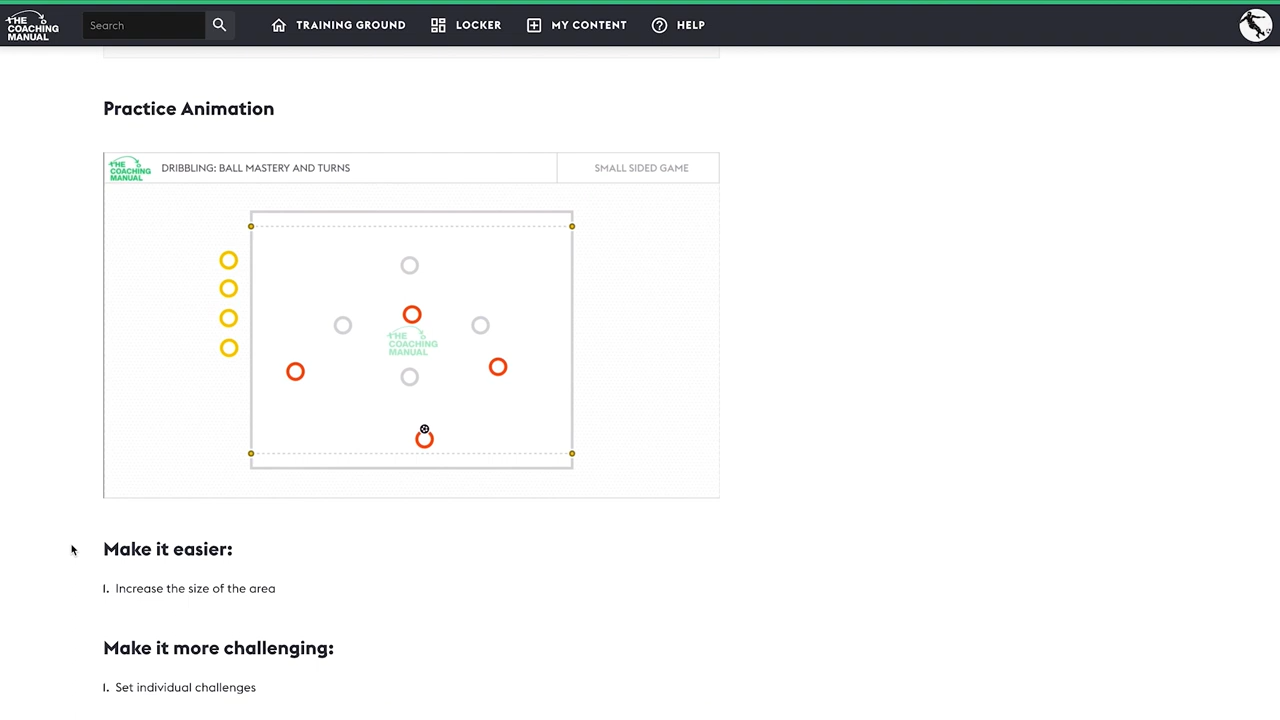 THE
COACHING
MANUAL
Search
TRAINING GROUND
LOCKER
MY CONTENT
HELP
Practice Animation
THE
COACHING
MANUAL
DRIBBLING: BALL MASTERY AND TURNS
SMALL SIDED GAME
THE
COACHING
MANUAL
Make it easier:
1. Increase the size of the area
Make it more challenging:
1. Set individual challenges